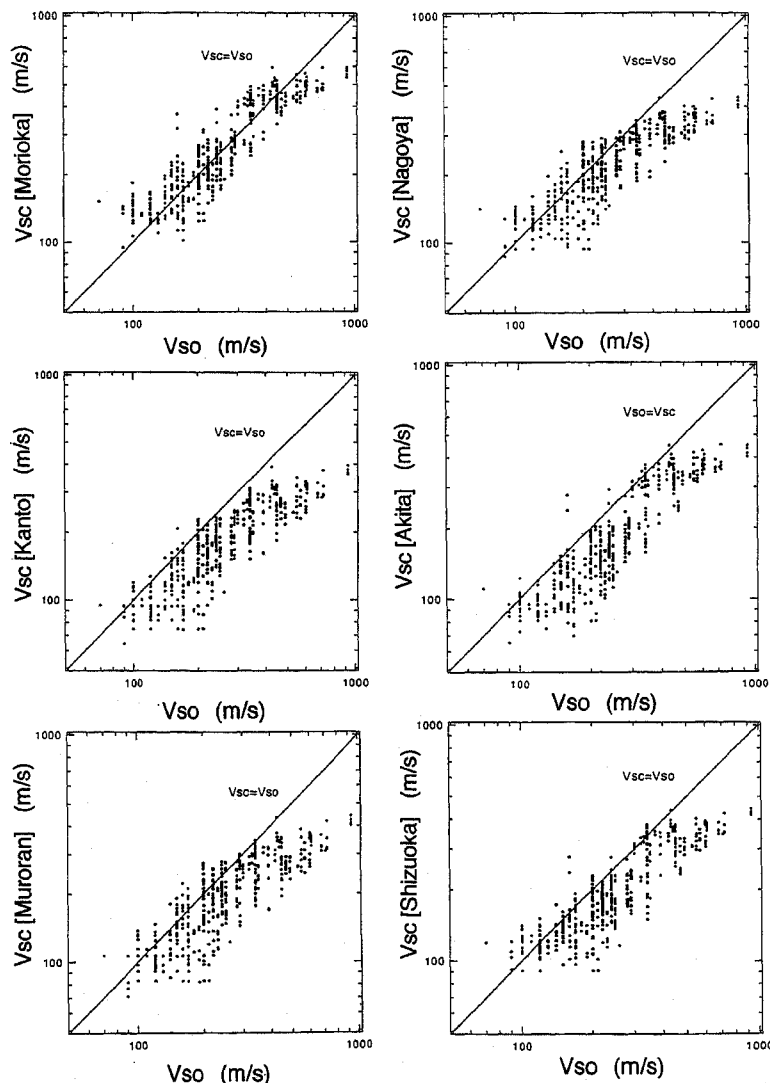 1000
Vsc=Vso
Vsc [Morioka] (m/s)
100
100 1000
Vso (m/s)
1000
Vsc=Vso
Vsc [Nagoya] (m/s)
100
100 1000
Vso (m/s)
1000
Vsc=Vso
Vsc [Kanto] (m/s)
100
100 1000
Vso (m/s)
1000
Vso=Vsc
Vsc [Akita] (m/s)
100
100 1000
Vso (m/s)
1000
Vsc=Vso
Vsc [Muroran] (m/s)
100
100 1000
Vso (m/s)
1000
Vsc=Vso
Vsc [Shizuoka] (m/s)
100
100 1000
Vso (m/s)